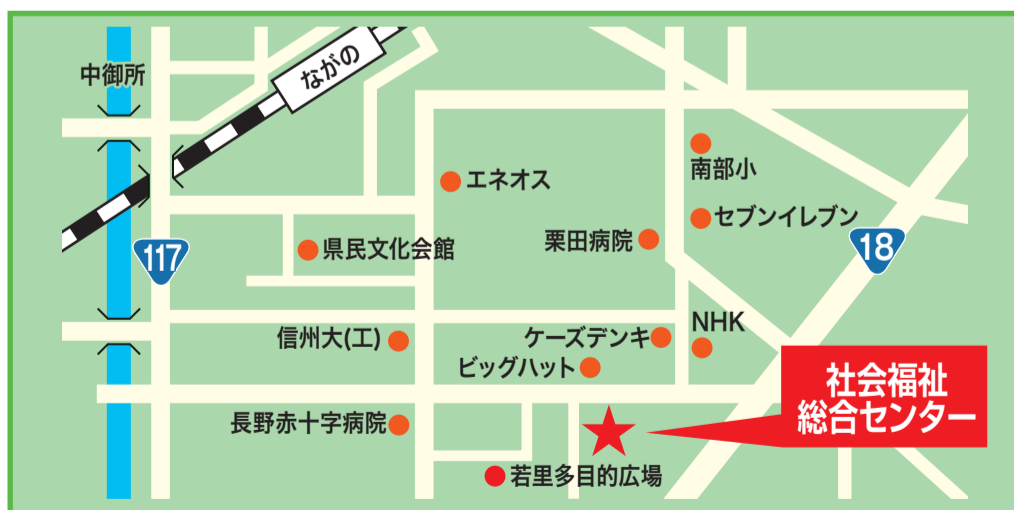 中御所
ながの
南部小
エネオス
セブンイレブン
栗田病院
県民文化会館
117
18
NHK
信州大(工)
ケーズデンキ
ビッグハット
社会福祉
総合センター
長野赤十字病院
若里多目的広場